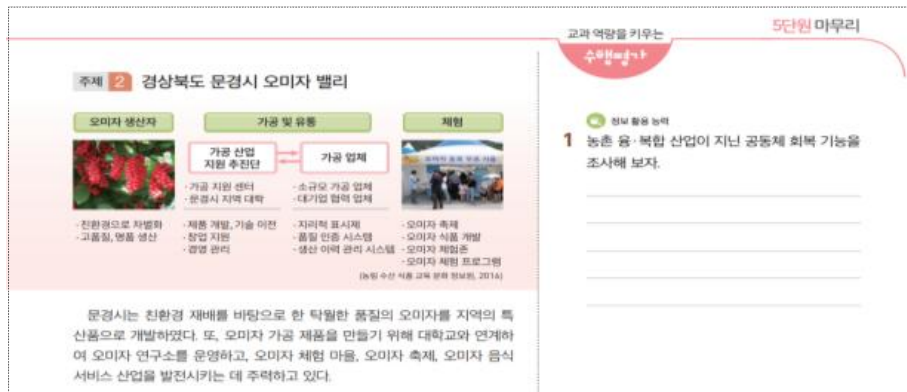 5단원 마무리
교과 역량을 키우는
수행평가
주제 2 경상북도 문경시 오미자 밸리
오미자 생산자
가공 및 유통
체험
가공 산업
지원 추진단
가공 업체
· 가공 지원 센터
· 문경시 지역 대학
· 소규모 가공 업체
· 대기업 협력 업체
· 친환경으로 차별화
· 고품질, 명품 생산
· 제품 개발, 기술 이전
· 창업 지원
· 경영 관리
· 지리적 표시제
· 품질 인증 시스템
· 생산 이력 관리 시스템
· 오미자 축제
· 오미자 식품 개발
· 오미자 체험촌
· 오미자 체험 프로그램
(농림 수산 식품 교육 문화 정보원, 2016)
문경시는 친환경 재배를 바탕으로 한 탁월한 품질의 오미자를 지역의 특
산품으로 개발하였다. 또, 오미자 가공 제품을 만들기 위해 대학교와 연계하
여 오미자 연구소를 운영하고, 오미자 체험 마을, 오미자 축제, 오미자 음식
서비스 산업을 발전시키는 데 주력하고 있다.
정보 활용 능력
1 농촌 융·복합 산업이 지닌 공동체 회복 기능을
조사해 보자.